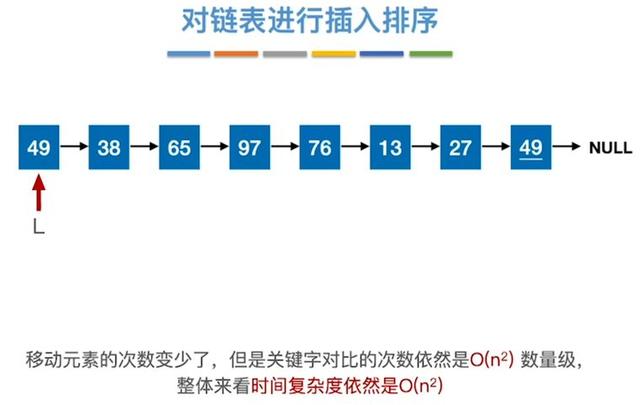 对链表进行插入排序
49 38 65 97 76 13 27 49 NULL
L
移动元素的次数变少了，但是关键字对比的次数依然是O(n²) 数量级，
整体来看时间复杂度依然是O(n²)